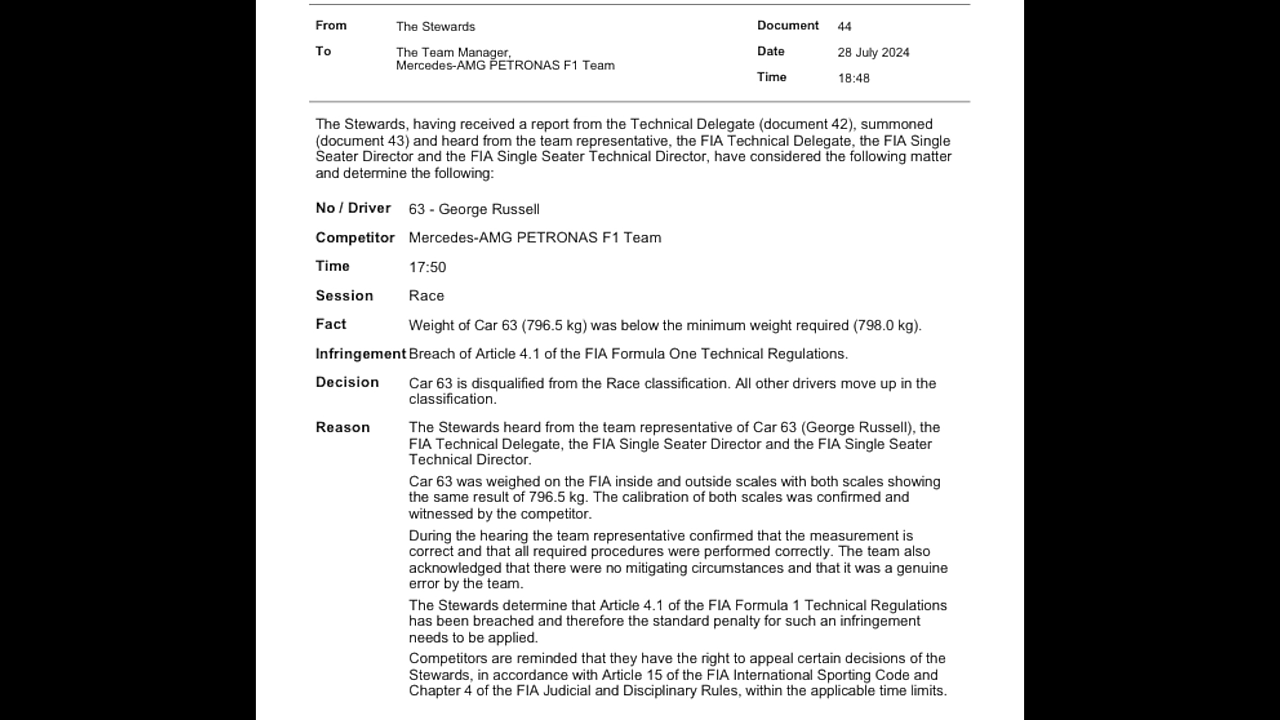 From The Stewards Document 44
To The Team Manager, Date 28 July 2024
Mercedes-AMG PETRONAS F1 Team
Time 18:48
The Stewards, having received a report from the Technical Delegate (document 42), summoned
(document 43) and heard from the team representative, the FIA Technical Delegate, the FIA Single
Seater Director and the FIA Single Seater Technical Director, have considered the following matter
and determine the following:
No / Driver 63 - George Russell
Competitor Mercedes-AMG PETRONAS F1 Team
Time 17:50
Session Race
Fact Weight of Car 63 (796.5 kg) was below the minimum weight required (798.0 kg).
Infringement Breach of Article 4.1 of the FIA Formula One Technical Regulations.
Decision Car 63 is disqualified from the Race classification. All other drivers move up in the
classification.
Reason The Stewards heard from the team representative of Car 63 (George Russell), the
FIA Technical Delegate, the FIA Single Seater Director and the FIA Single Seater
Technical Director.
Car 63 was weighed on the FIA inside and outside scales with both scales showing
the same result of 796.5 kg. The calibration of both scales was confirmed and
witnessed by the competitor.
During the hearing the team representative confirmed that the measurement is
correct and that all required procedures were performed correctly. The team also
acknowledged that there were no mitigating circumstances and that it was a genuine
error by the team.
The Stewards determine that Article 4.1 of the FIA Formula 1 Technical Regulations
has been breached and therefore the standard penalty for such an infringement
needs to be applied.
Competitors are reminded that they have the right to appeal certain decisions of the
Stewards, in accordance with Article 15 of the FIA International Sporting Code and
Chapter 4 of the FIA Judicial and Disciplinary Rules, within the applicable time limits.